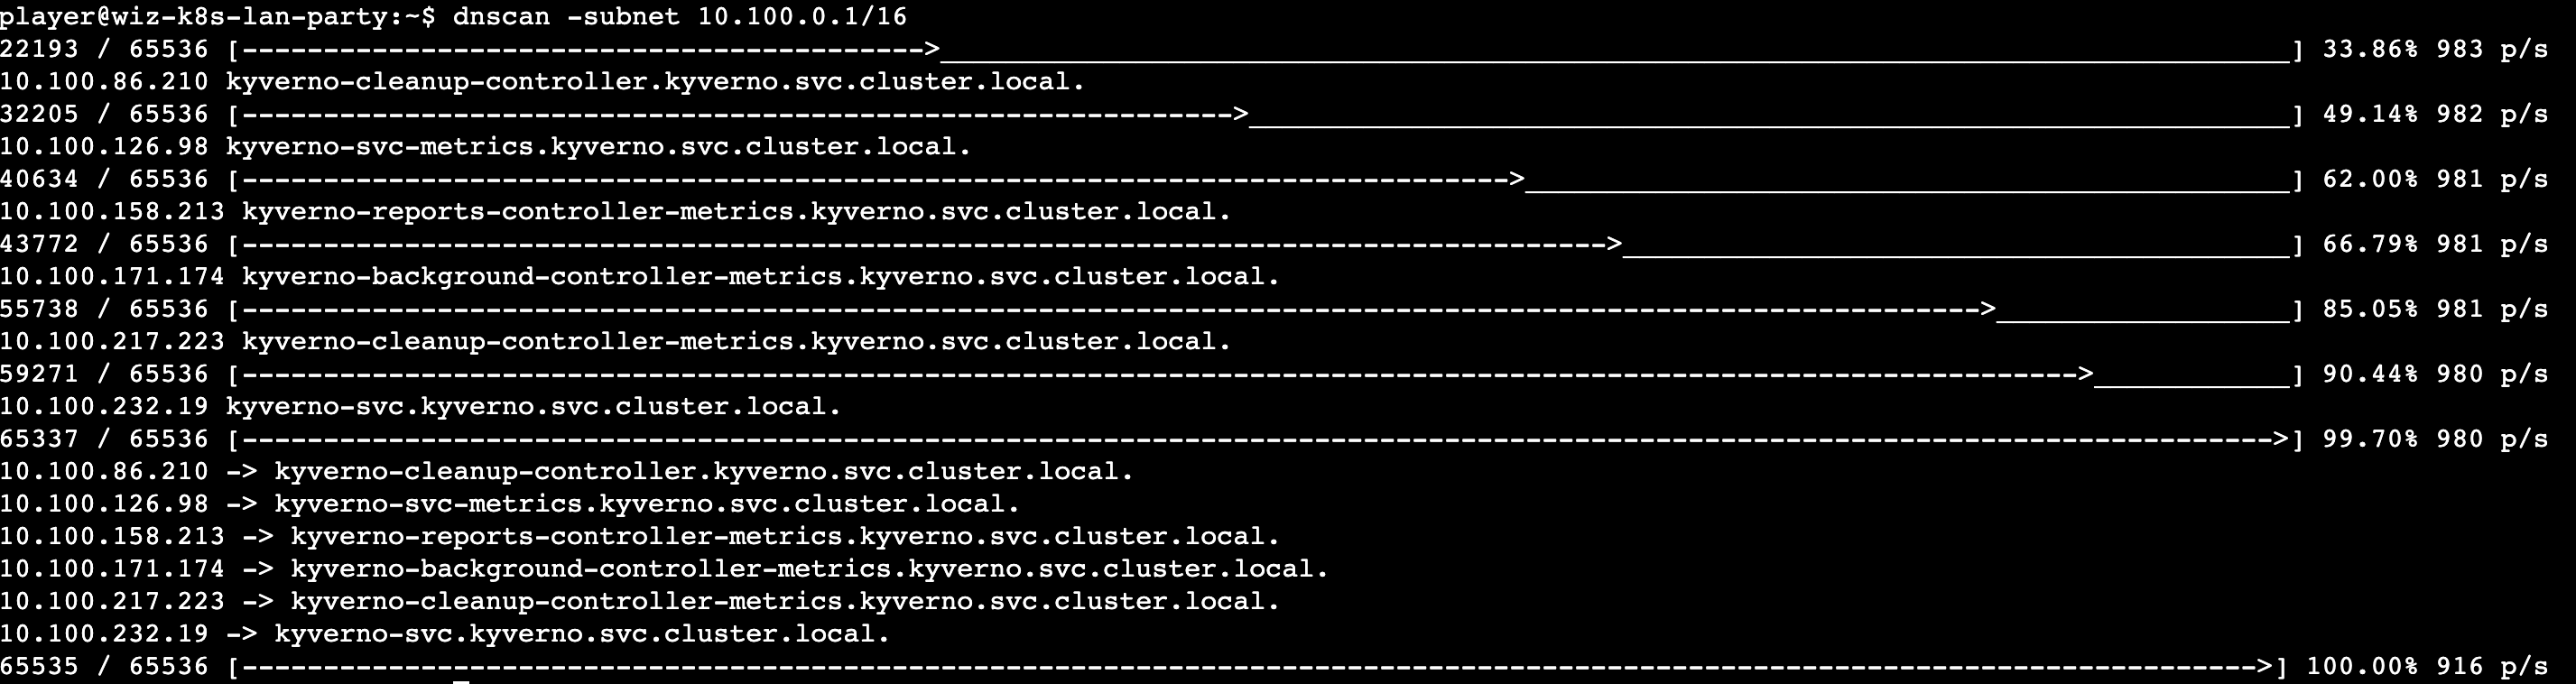 player@wiz-k8s-lan-party:~$ dnscan -subnet 10.100.0.1/16
22193 / 65536 [------------------------------------------>___________________________________________________________________________________] 33.86% 983 p/s
10.100.86.210 kyverno-cleanup-controller.kyverno.svc.cluster.local.
32205 / 65536 [------------------------------------------------------------->________________________________________________________________] 49.14% 982 p/s
10.100.126.98 kyverno-svc-metrics.kyverno.svc.cluster.local.
40634 / 65536 [------------------------------------------------------------------------------>_______________________________________________] 62.00% 981 p/s
10.100.158.213 kyverno-reports-controller-metrics.kyverno.svc.cluster.local.
43772 / 65536 [------------------------------------------------------------------------------------>_________________________________________] 66.79% 981 p/s
10.100.171.174 kyverno-background-controller-metrics.kyverno.svc.cluster.local.
55738 / 65536 [----------------------------------------------------------------------------------------------------------->__________________] 85.05% 981 p/s
10.100.217.223 kyverno-cleanup-controller-metrics.kyverno.svc.cluster.local.
59271 / 65536 [----------------------------------------------------------------------------------------------------------------->____________] 90.44% 980 p/s
10.100.232.19 kyverno-svc.kyverno.svc.cluster.local.
65337 / 65536 [----------------------------------------------------------------------------------------------------------------------------->] 99.70% 980 p/s
10.100.86.210 -> kyverno-cleanup-controller.kyverno.svc.cluster.local.
10.100.126.98 -> kyverno-svc-metrics.kyverno.svc.cluster.local.
10.100.158.213 -> kyverno-reports-controller-metrics.kyverno.svc.cluster.local.
10.100.171.174 -> kyverno-background-controller-metrics.kyverno.svc.cluster.local.
10.100.217.223 -> kyverno-cleanup-controller-metrics.kyverno.svc.cluster.local.
10.100.232.19 -> kyverno-svc.kyverno.svc.cluster.local.
65535 / 65536 [---------------------------------------------------------------------------------------------------------------------------->] 100.00% 916 p/s